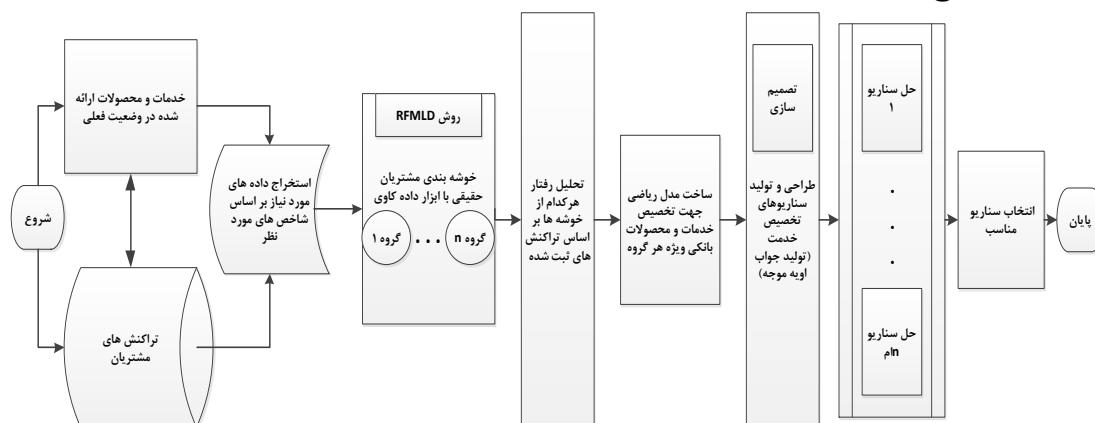 شروع
خدمات و محصولات ارائه
شده در وضعیت فعلی
تراکنش های
مشتریان
استخراج داده های
مورد نیاز بر اساس
شاخص های مورد
نظر
روش RFMLD
خوشه بندی مشتریان
حقیقی با ابزار داده کاوی
گروه ۱
. . .
گروه n
تحلیل رفتار
هرکدام از
خوشه ها بر
اساس تراکنش
های ثبت شده
ساخت مدل ریاضی
جهت تخصیص
خدمات و محصولات
بانکی ویژه هر گروه
تصمیم
سازی
طراحی و تولید
سناریوهای
تخصیص
خدمت
(تولید جواب
اویه موجه)
حل سناریو
۱
.
.
.
حل سناریو
nام
انتخاب سناریو
مناسب
پایان